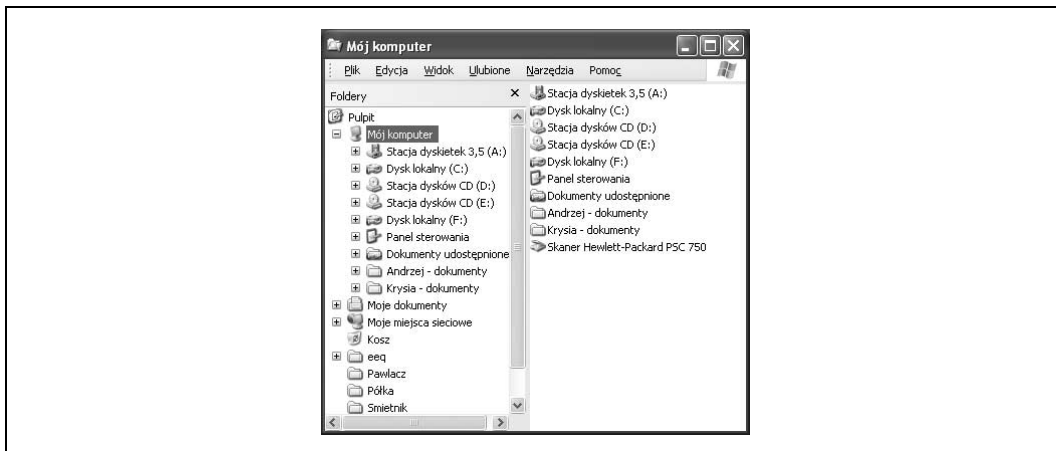 Mój komputer
Plik Edycja Widok Ulubione Narzędzia Pomoc
Foldery
Pulpit
Mój komputer
Stacja dyskietek 3,5 (A:)
Dysk lokalny (C:)
Stacja dysków CD (D:)
Stacja dysków CD (E:)
Dysk lokalny (F:)
Panel sterowania
Dokumenty udostępnione
Andrzej - dokumenty
Krysia - dokumenty
Moje dokumenty
Moje miejsca sieciowe
Kosz
eeq
Pawlacz
Półka
Smietnik
Stacja dyskietek 3,5 (A:)
Dysk lokalny (C:)
Stacja dysków CD (D:)
Stacja dysków CD (E:)
Dysk lokalny (F:)
Panel sterowania
Dokumenty udostępnione
Andrzej - dokumenty
Krysia - dokumenty
Skaner Hewlett-Packard PSC 750